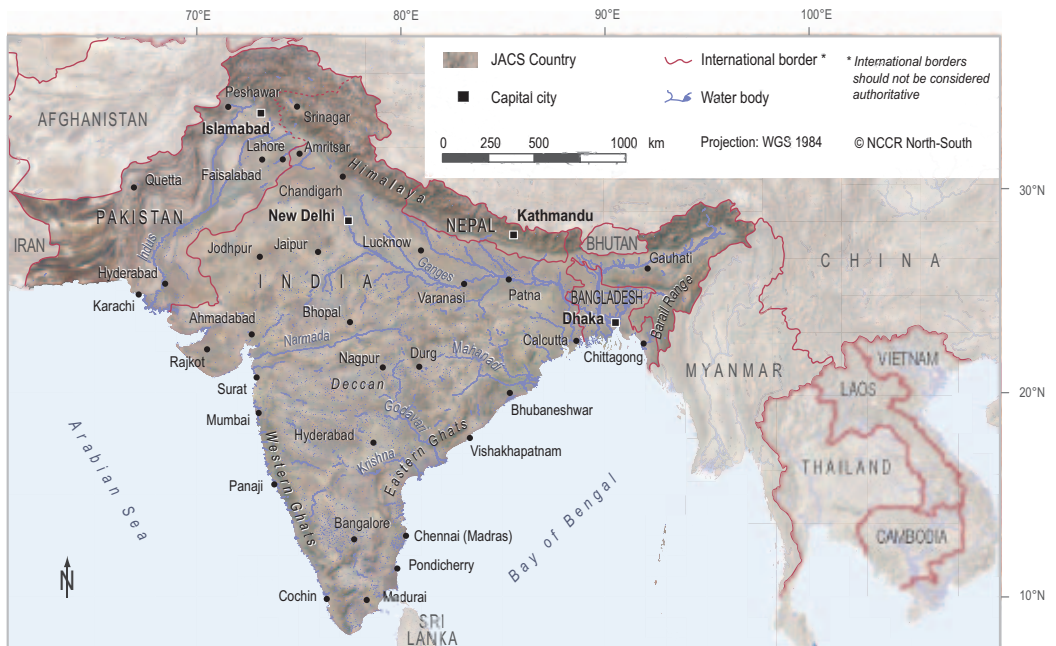 70°E
80°E
90°E
100°E
JACS Country
International border *
* International borders
should not be considered
authoritative
Capital city
Water body
0 250 500 1000 km
Projection: WGS 1984
© NCCR North-South
30°N
20°N
10°N
AFGHANISTAN
Peshawar
Islamabad
Srinagar
Lahore
Amritsar
Faisalabad
Quetta
Chandigarh
Himalaya
PAKISTAN
New Delhi
NEPAL
Kathmandu
IRAN
Indus
Jodhpur
Jaipur
Lucknow
BHUTAN
Gauhati
CHINA
Hyderabad
INDIA
Ganges
Karachi
Varanasi
Patna
BANGLADESH
Barail Range
Ahmadabad
Bhopal
Dhaka
Narmada
Calcutta
Chittagong
Rajkot
Nagpur
Durg
Mahanadi
MYANMAR
VIETNAM
Surat
Deccan
LAOS
Mumbai
Godavari
Bhubaneshwar
Hyderabad
Eastern Ghats
Vishakhapatnam
Krishna
Arabian Sea
Western Ghats
THAILAND
Panaji
Bay of Bengal
Bangalore
Chennai (Madras)
CAMBODIA
N
Pondicherry
Cochin
Madurai
SRI
LANKA